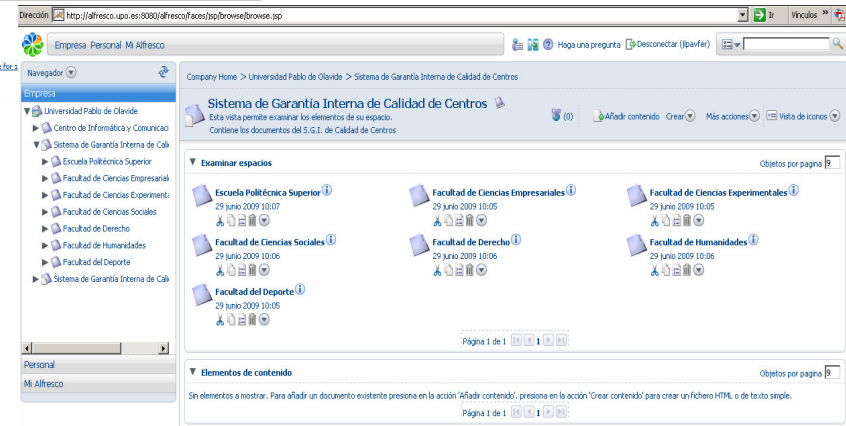 Dirección http://alfresco.upo.es:8080/alfresco/faces/jsp/browse/browse.jsp Ir Vínculos »
Empresa Personal Mi Alfresco
Haga una pregunta Desconectar (jlpavfer)
for s
Navegador
Empresa
Universidad Pablo de Olavide
Centro de Informática y Comunicaci
Sistema de Garantía Interna de Cali
Escuela Politécnica Superior
Facultad de Ciencias Empresariale
Facultad de Ciencias Experimenta
Facultad de Ciencias Sociales
Facultad de Derecho
Facultad de Humanidades
Facultad del Deporte
Sistema de Garantía Interna de Cali
Personal
Mi Alfresco
Company Home > Universidad Pablo de Olavide > Sistema de Garantía Interna de Calidad de Centros
Sistema de Garantía Interna de Calidad de Centros
Esta vista permite examinar los elementos de su espacio.
Contiene los documentos del S.G.I. de Calidad de Centros
(0) Añadir contenido Crear Más acciones Vista de iconos
Examinar espacios Objetos por pagina 9
Escuela Politécnica Superior
29 junio 2009 10:07
Facultad de Ciencias Empresariales
29 junio 2009 10:05
Facultad de Ciencias Experimentales
29 junio 2009 10:05
Facultad de Ciencias Sociales
29 junio 2009 10:06
Facultad de Derecho
29 junio 2009 10:06
Facultad de Humanidades
29 junio 2009 10:06
Facultad del Deporte
29 junio 2009 10:05
Página 1 de 1 1
Elementos de contenido Objetos por pagina 9
Sin elementos a mostrar. Para añadir un documento existente presiona en la acción 'Añadir contenido'. presiona en la acción 'Crear contenido' para crear un fichero HTML o de texto simple.
Página 1 de 1 1